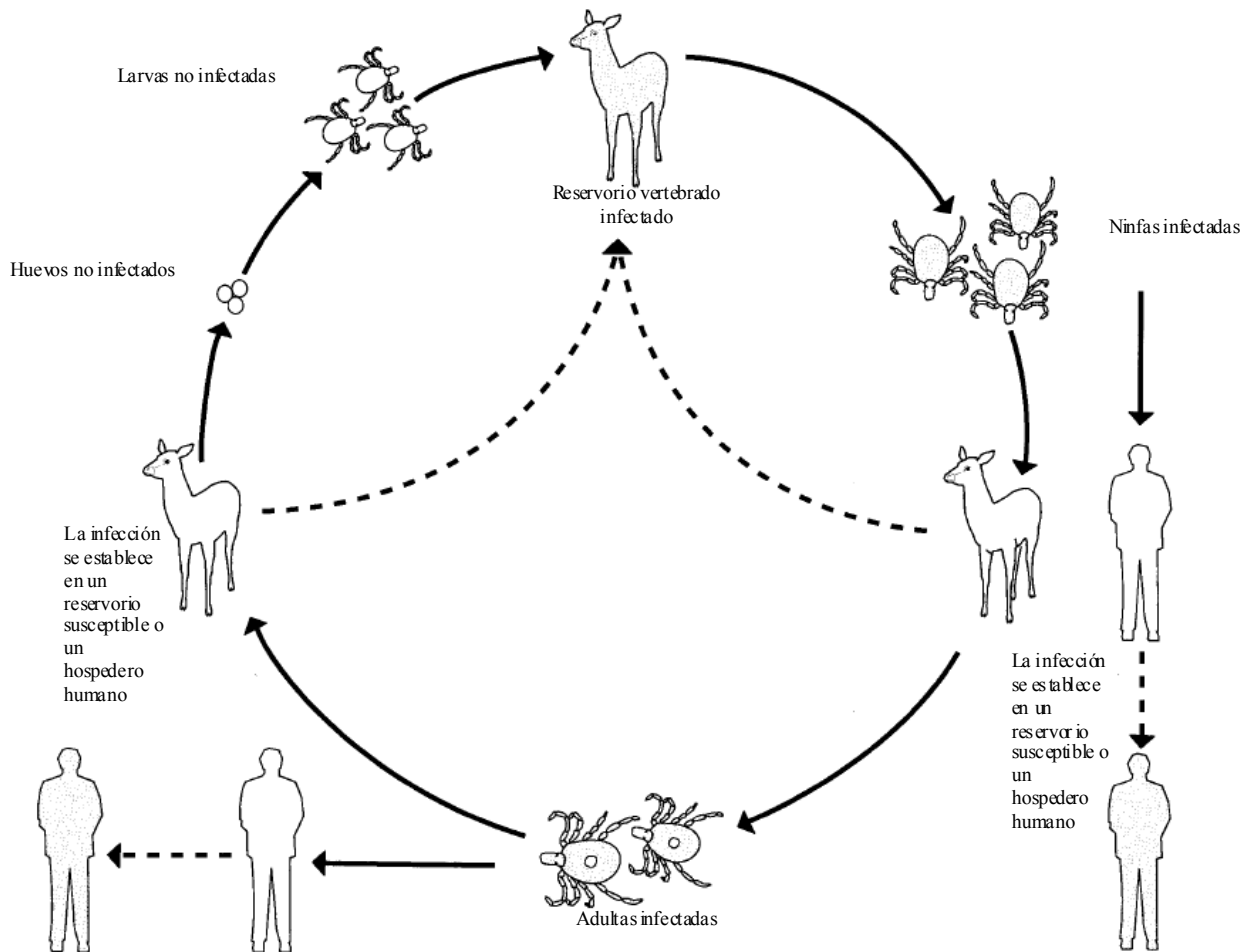 Larvas no infectadas
Reservorio vertebrado
infectado
Ninfas infectadas
Huevos no infectados
La infección
se establece
en un
reservorio
susceptible o
un
hospedero
humano
La infección
se establece
en un
reservorio
susceptible o
un
hospedero
humano
Adultas infectadas